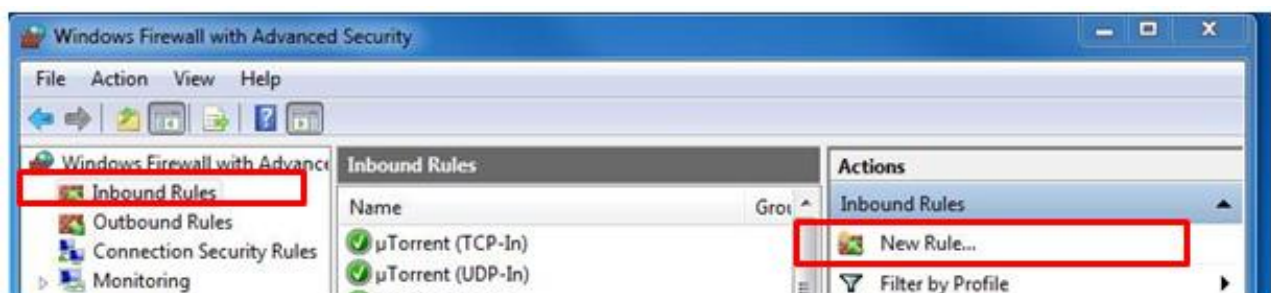 Windows Firewall with Advanced Security
File Action View Help
Windows Firewall with Advance
Inbound Rules
Outbound Rules
Connection Security Rules
Monitoring
Inbound Rules
Name Grou
µTorrent (TCP-In)
µTorrent (UDP-In)
Actions
Inbound Rules
New Rule...
Filter by Profile